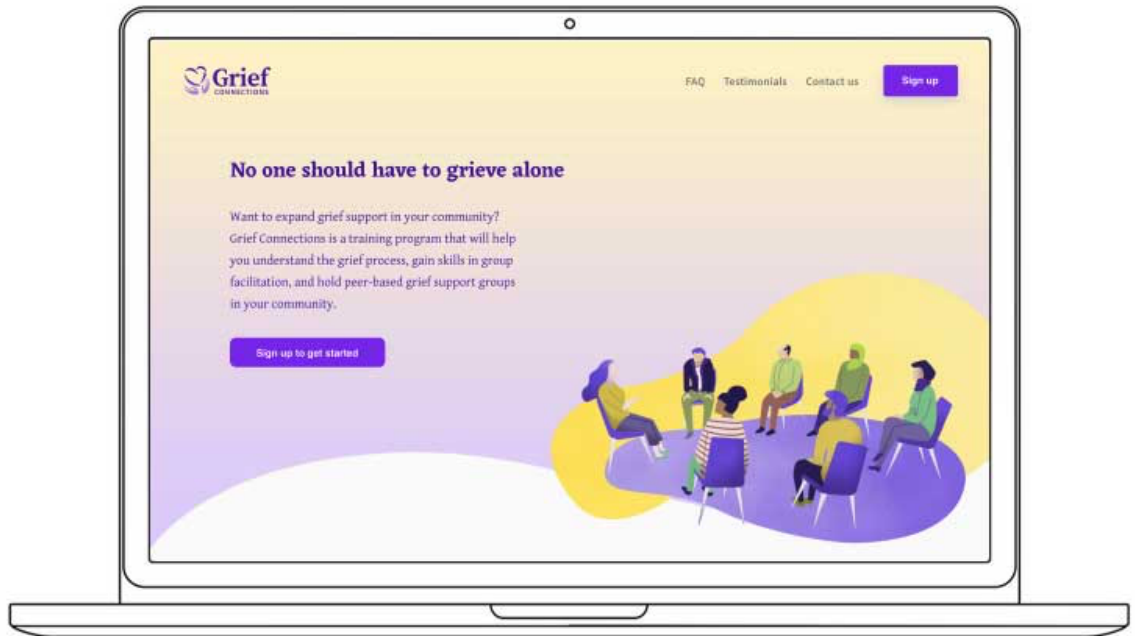 Grief
CONNECTIONS
FAQ Testimonials Contact us Sign up
No one should have to grieve alone
Want to expand grief support in your community?
Grief Connections is a training program that will help
you understand the grief process, gain skills in group
facilitation, and hold peer-based grief support groups
in your community.
Sign up to get started